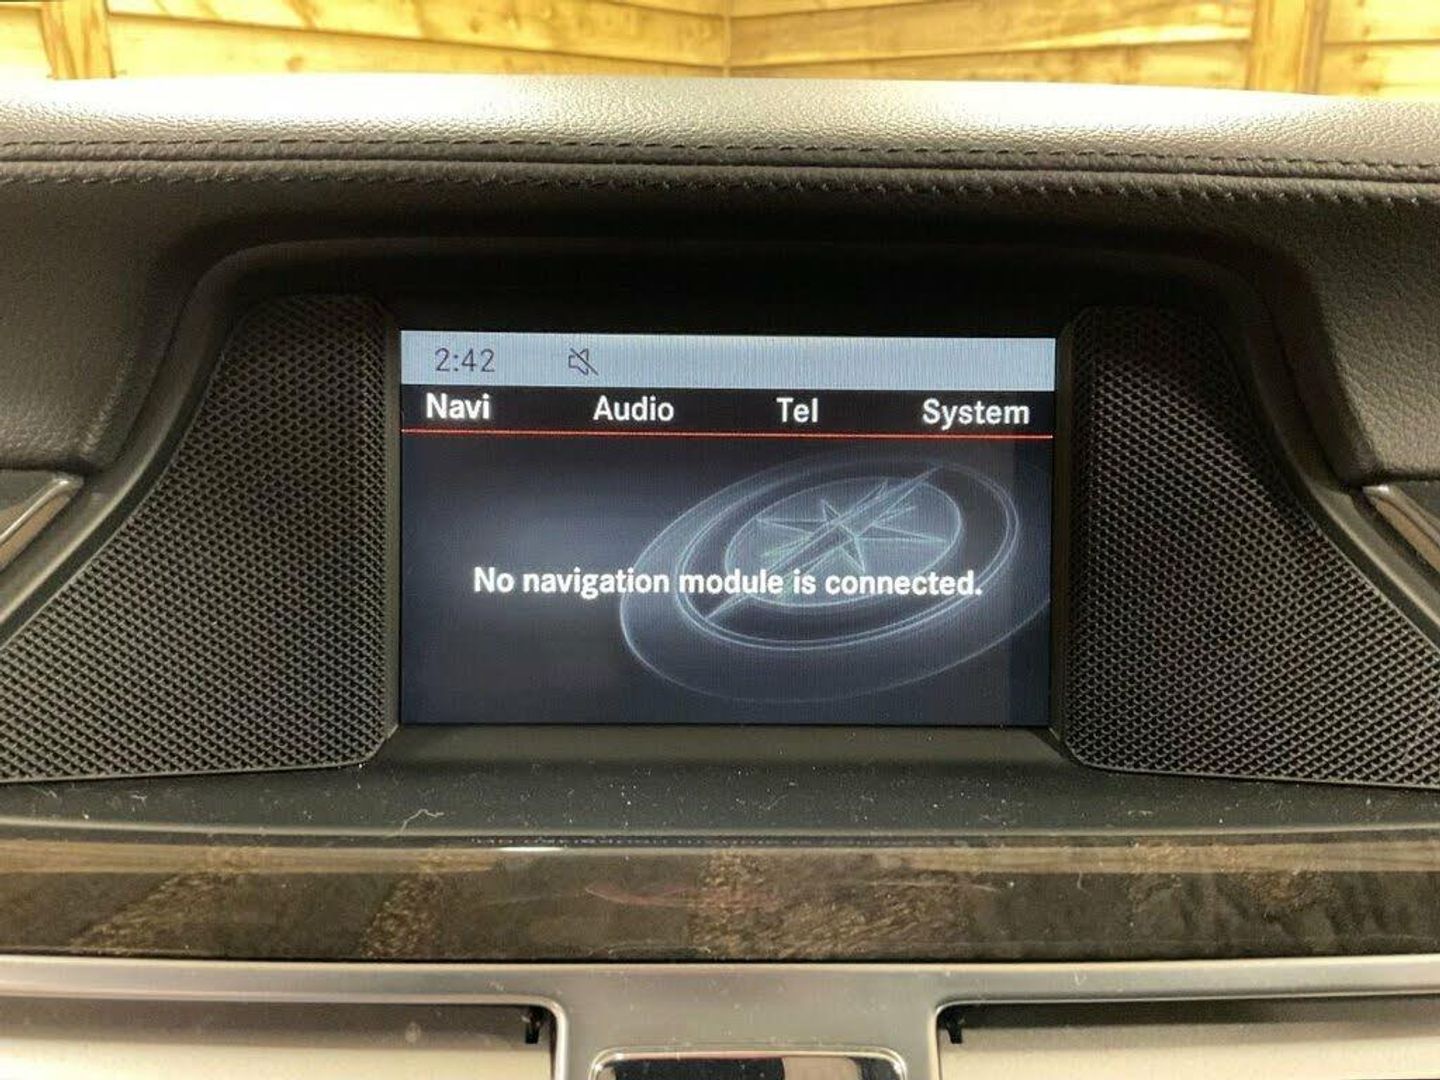 2:42
Navi Audio Tel System
No navigation module is connected.